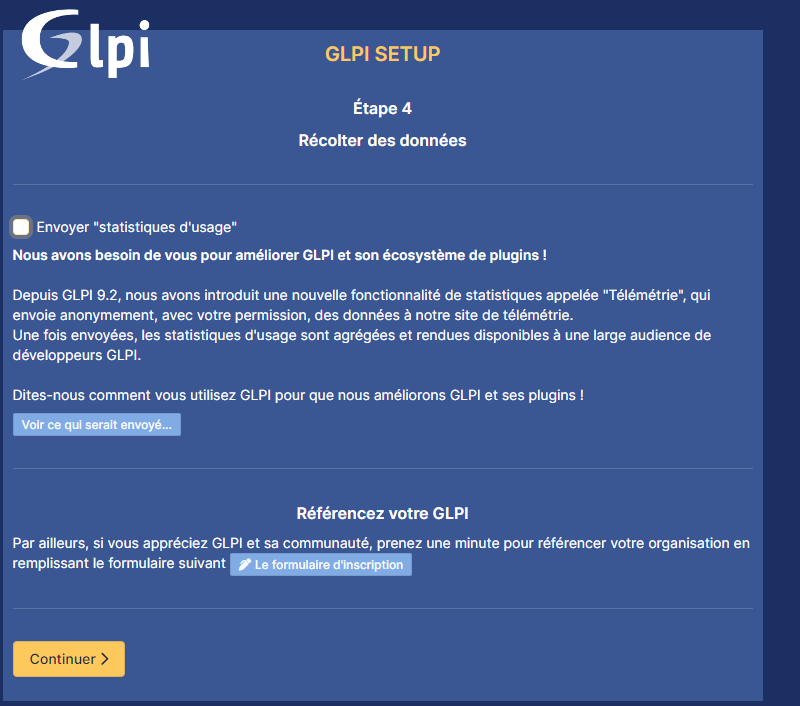 Glpi
GLPI SETUP
Étape 4
Récolter des données
Envoyer "statistiques d'usage"
Nous avons besoin de vous pour améliorer GLPI et son écosystème de plugins !
Depuis GLPI 9.2, nous avons introduit une nouvelle fonctionnalité de statistiques appelée "Télémétrie", qui
envoie anonymement, avec votre permission, des données à notre site de télémétrie.
Une fois envoyées, les statistiques d'usage sont agrégées et rendues disponibles à une large audience de
développeurs GLPI.
Dites-nous comment vous utilisez GLPI pour que nous améliorons GLPI et ses plugins !
Voir ce qui serait envoyé...
Référencez votre GLPI
Par ailleurs, si vous appréciez GLPI et sa communauté, prenez une minute pour référencer votre organisation en
remplissant le formulaire suivant Le formulaire d'inscription
Continuer